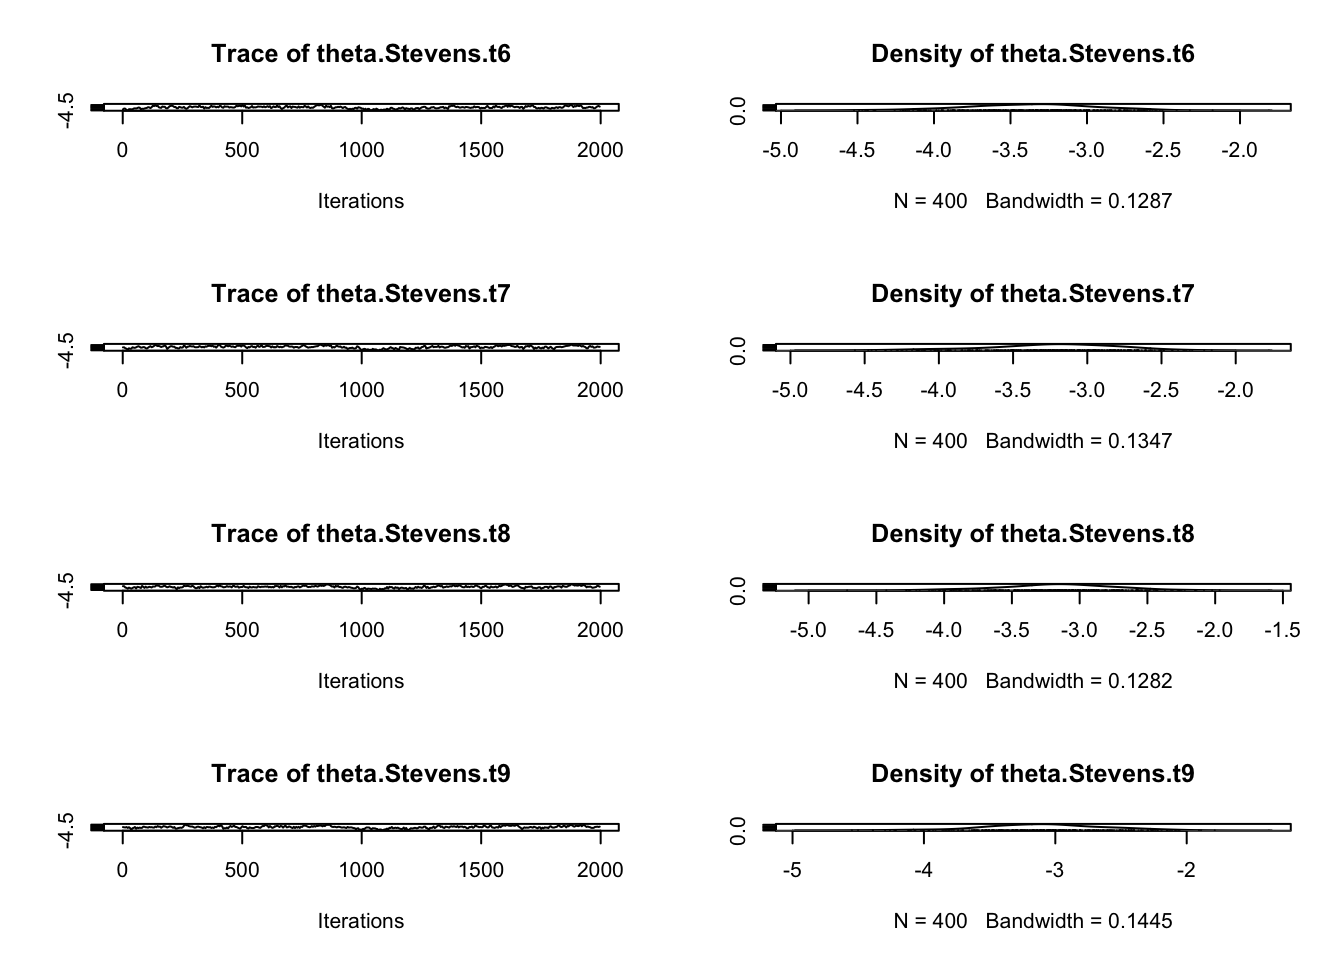 Trace of theta.Stevens.t6
-4.5
0 500 1000 1500 2000
Iterations
Density of theta.Stevens.t6
0.0
-5.0 -4.5 -4.0 -3.5 -3.0 -2.5 -2.0
N = 400 Bandwidth = 0.1287
Trace of theta.Stevens.t7
-4.5
0 500 1000 1500 2000
Iterations
Density of theta.Stevens.t7
0.0
-5.0 -4.5 -4.0 -3.5 -3.0 -2.5 -2.0
N = 400 Bandwidth = 0.1347
Trace of theta.Stevens.t8
-4.5
0 500 1000 1500 2000
Iterations
Density of theta.Stevens.t8
0.0
-5.0 -4.5 -4.0 -3.5 -3.0 -2.5 -2.0 -1.5
N = 400 Bandwidth = 0.1282
Trace of theta.Stevens.t9
-4.5
0 500 1000 1500 2000
Iterations
Density of theta.Stevens.t9
0.0
-5 -4 -3 -2
N = 400 Bandwidth = 0.1445